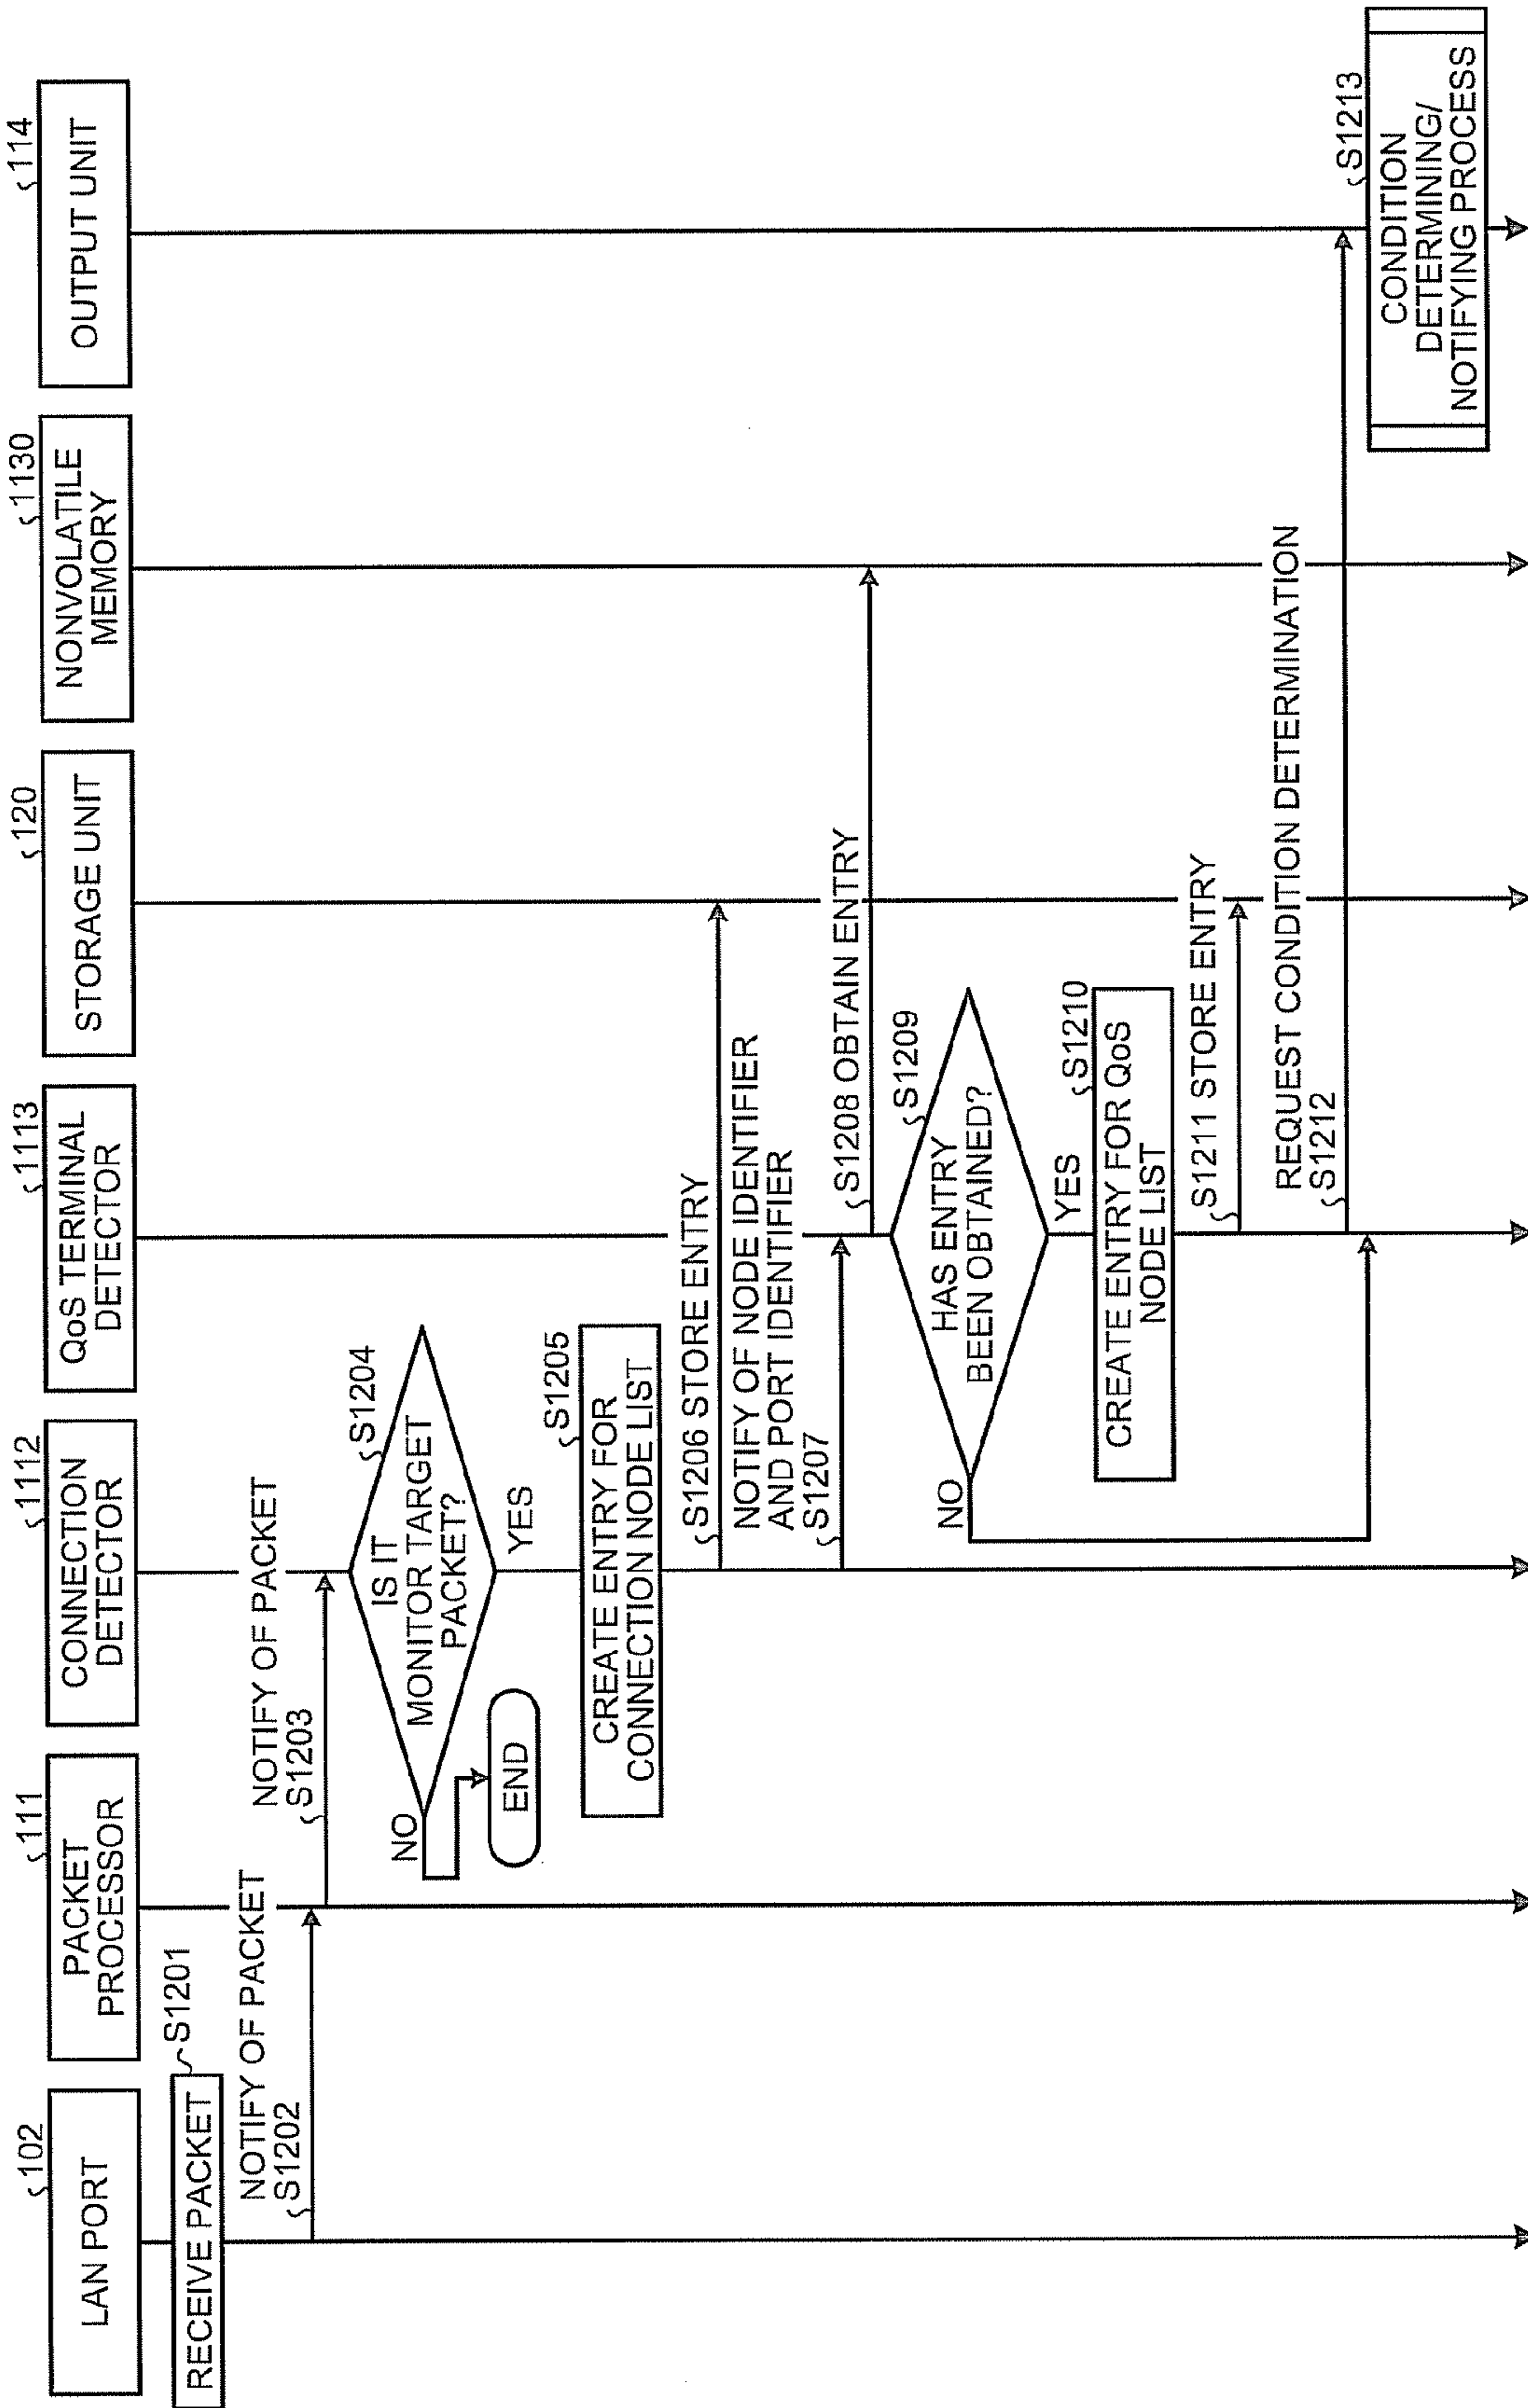 102
LAN PORT
111
PACKET
PROCESSOR
1112
CONNECTION
DETECTOR
1113
QoS TERMINAL
DETECTOR
120
STORAGE UNIT
1130
NONVOLATILE
MEMORY
114
OUTPUT UNIT
RECEIVE PACKET
S1201
NOTIFY OF PACKET
S1202
NOTIFY OF PACKET
S1203
S1204
IS IT
MONITOR TARGET
PACKET?
NO
YES
END
S1205
CREATE ENTRY FOR
CONNECTION NODE LIST
S1206 STORE ENTRY
NOTIFY OF NODE IDENTIFIER
AND PORT IDENTIFIER
S1207
S1208 OBTAIN ENTRY
S1209
HAS ENTRY
BEEN OBTAINED?
NO
YES
S1210
CREATE ENTRY FOR QoS
NODE LIST
S1211 STORE ENTRY
REQUEST CONDITION DETERMINATION
S1212
S1213
CONDITION
DETERMINING/
NOTIFYING PROCESS